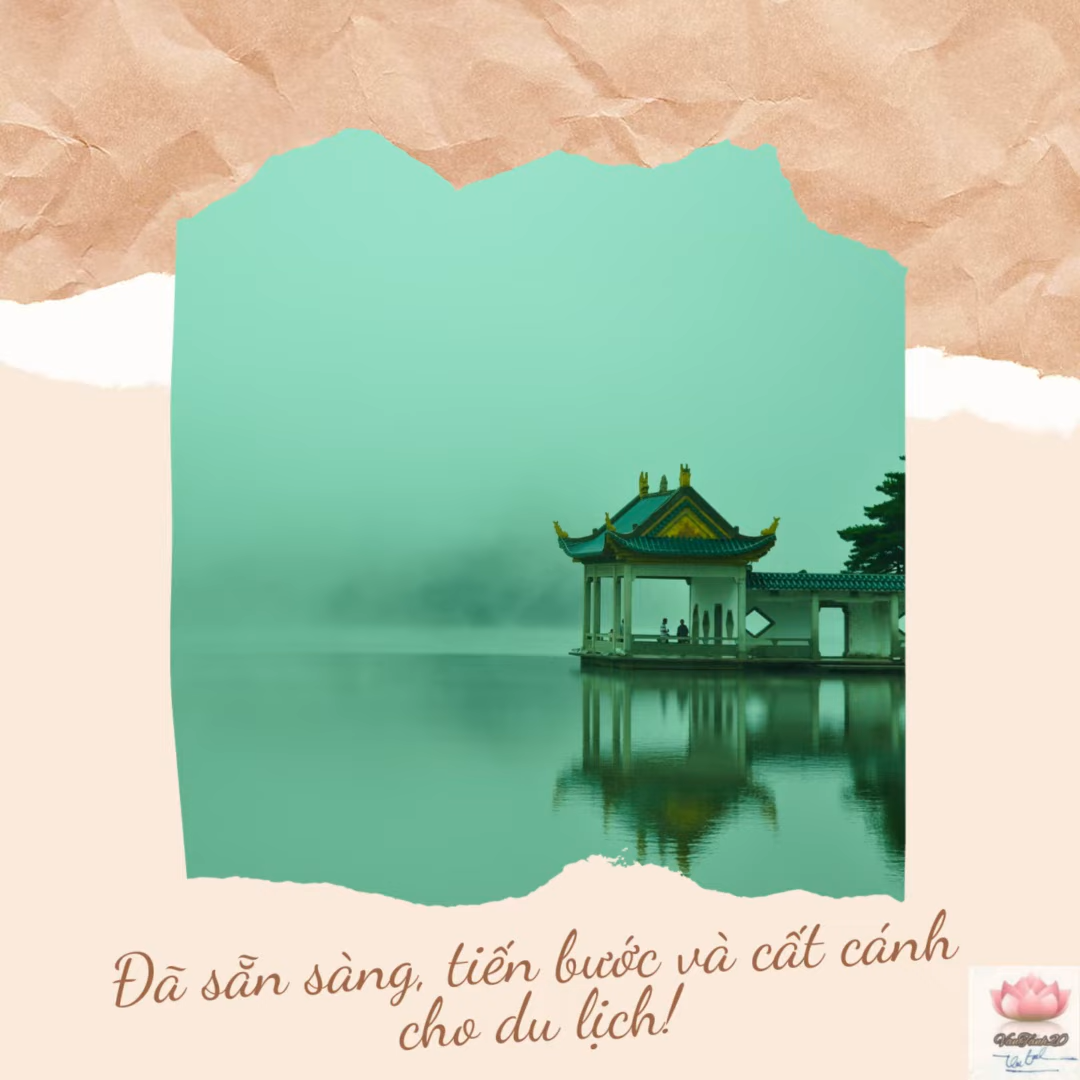 Đã sẵn sàng, tiến bước và cất cánh
cho du lịch!